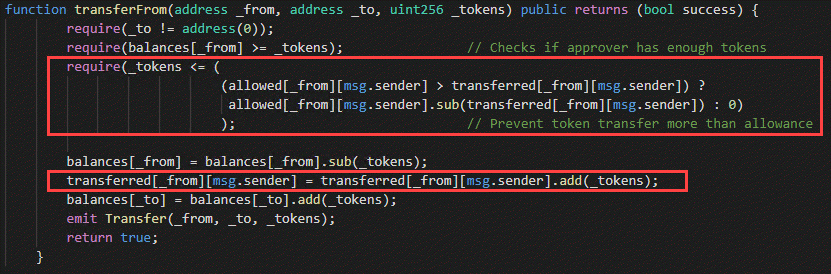 function transferFrom(address _from, address _to, uint256 _tokens) public returns (bool success) {
require(_to != address(0));
require(balances[_from] >= _tokens); // Checks if approver has enough tokens
require(_tokens <= (
(allowed[_from][msg.sender] > transferred[_from][msg.sender]) ?
allowed[_from][msg.sender].sub(transferred[_from][msg.sender]) : 0)
); // Prevent token transfer more than allowance
balances[_from] = balances[_from].sub(_tokens);
transferred[_from][msg.sender] = transferred[_from][msg.sender].add(_tokens);
balances[_to] = balances[_to].add(_tokens);
emit Transfer(_from, _to, _tokens);
return true;
}